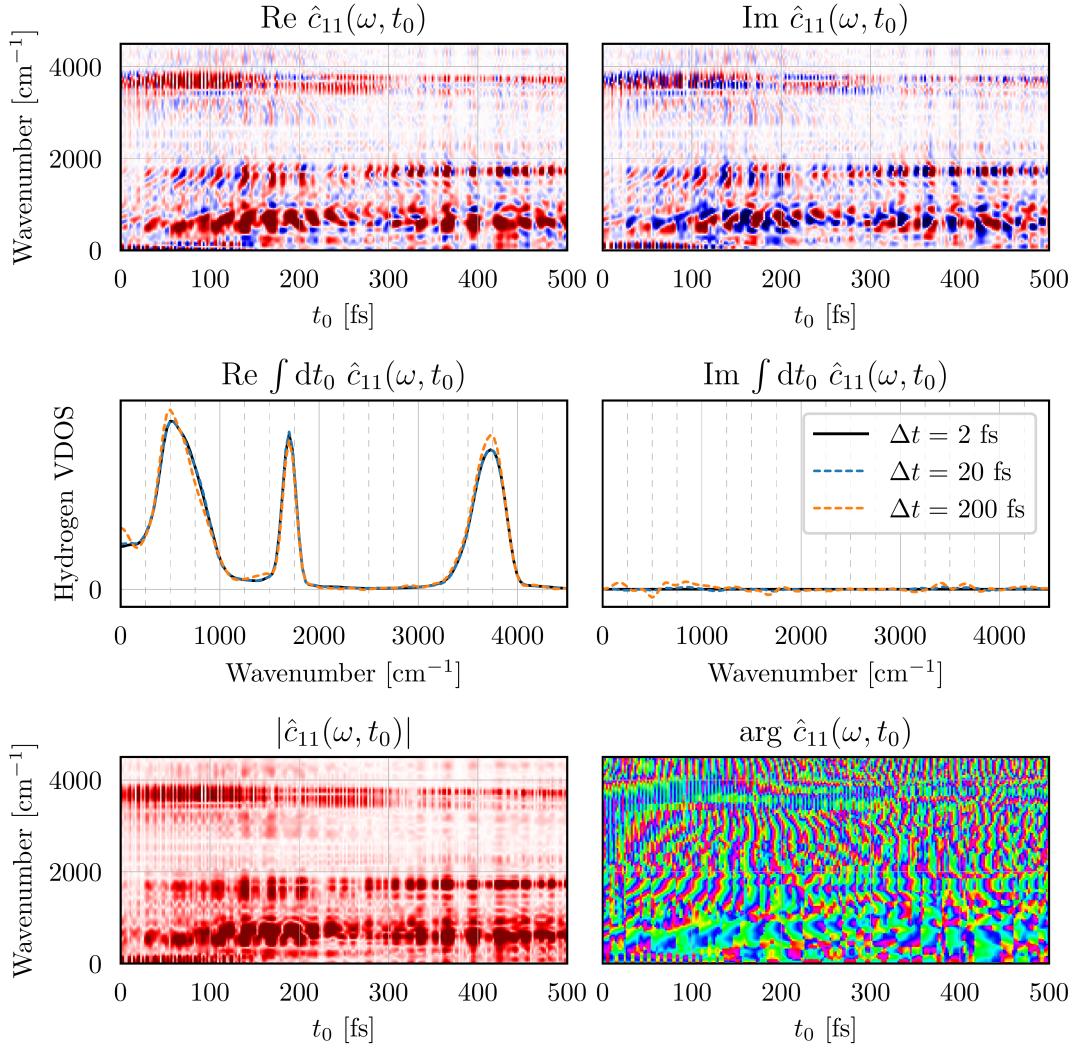 Re ĉ₁₁(ω, t₀)
Im ĉ₁₁(ω, t₀)
Wavenumber [cm⁻¹]
4000
2000
0
0 100 200 300 400 500
t₀ [fs]
0 100 200 300 400 500
t₀ [fs]
Re ∫ dt₀ ĉ₁₁(ω, t₀)
Im ∫ dt₀ ĉ₁₁(ω, t₀)
Hydrogen VDOS
0
Δt = 2 fs
Δt = 20 fs
Δt = 200 fs
0 1000 2000 3000 4000
Wavenumber [cm⁻¹]
0 1000 2000 3000 4000
Wavenumber [cm⁻¹]
|ĉ₁₁(ω, t₀)|
arg ĉ₁₁(ω, t₀)
Wavenumber [cm⁻¹]
4000
2000
0
0 100 200 300 400 500
t₀ [fs]
0 100 200 300 400 500
t₀ [fs]